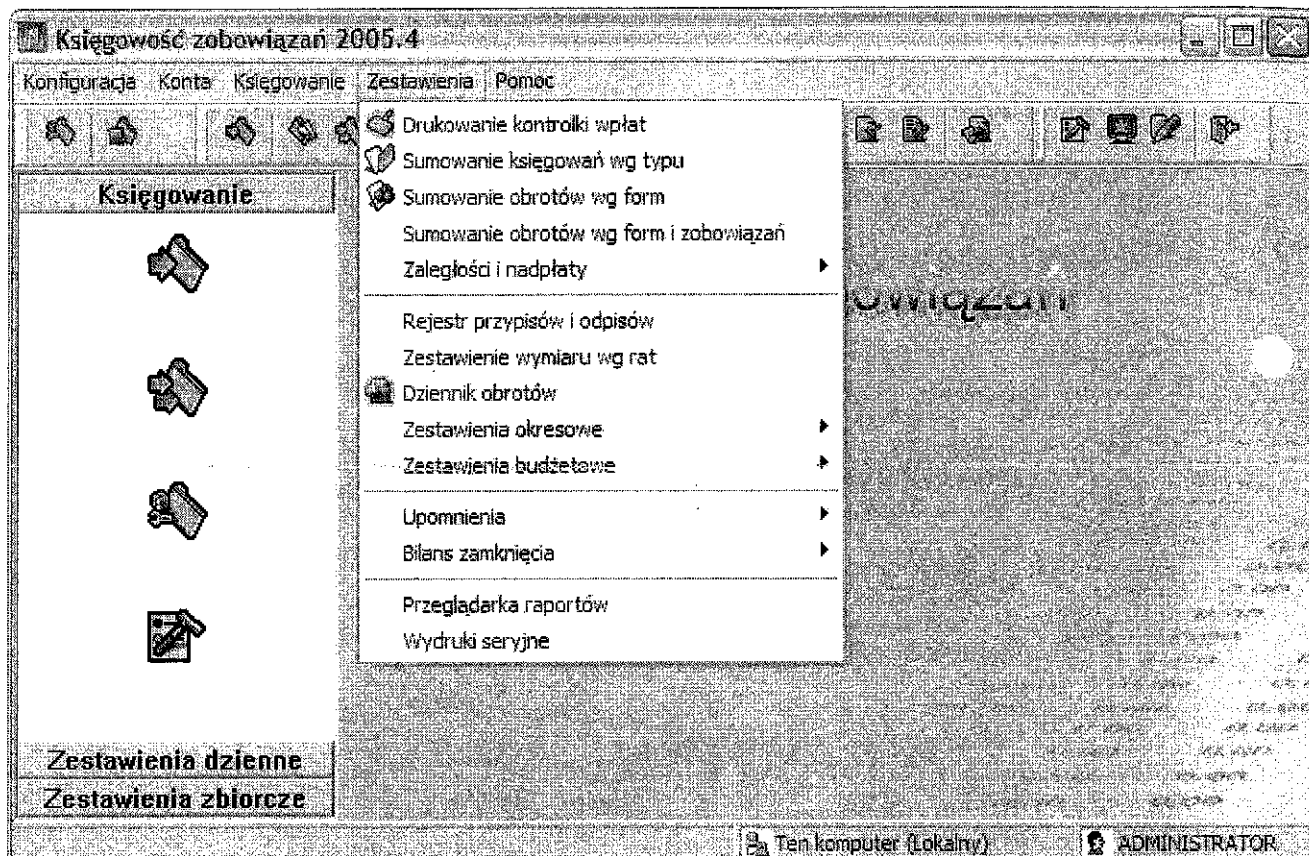 Księgowość zobowiązań 2005.4
Konfiguracja Konta Księgowanie Zestawienia Pomoc
Drukowanie kontrolki wpłat
Sumowanie księgowań wg typu
Księgowanie
Sumowanie obrotów wg form
Sumowanie obrotów wg form i zobowiązań
Zaległości i nadpłaty
Rejestr przypisów i odpisów
Zestawienie wymiaru wg rat
Dziennik obrotów
Zestawienia okresowe
Zestawienia budżetowe
Upomnienia
Bilans zamknięcia
Przeglądarka raportów
Wydruki seryjne
Zestawienia dzienne
Zestawienia zbiorcze
Ten komputer (Lokalny) ADMINISTRATOR